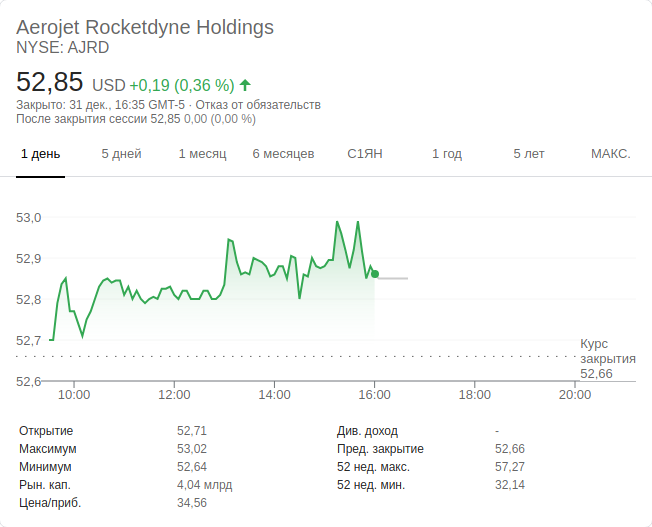 Aerojet Rocketdyne Holdings
NYSE: AJRD
52,85 USD +0,19 (0,36 %) ↑
Закрыто: 31 дек., 16:35 GMT-5 · Отказ от обязательств
После закрытия сессии 52,85 0,00 (0,00 %)
1 день 5 дней 1 месяц 6 месяцев С1ЯН 1 год 5 лет МАКС.
53,0
52,9
52,8
52,7
52,6
Курс
закрытия
52,66
10:00 12:00 14:00 16:00 18:00 20:00
Открытие 52,71 Див. доход -
Максимум 53,02 Пред. закрытие 52,66
Минимум 52,64 52 нед. макс. 57,27
Рын. кап. 4,04 млрд 52 нед. мин. 32,14
Цена/приб. 34,56